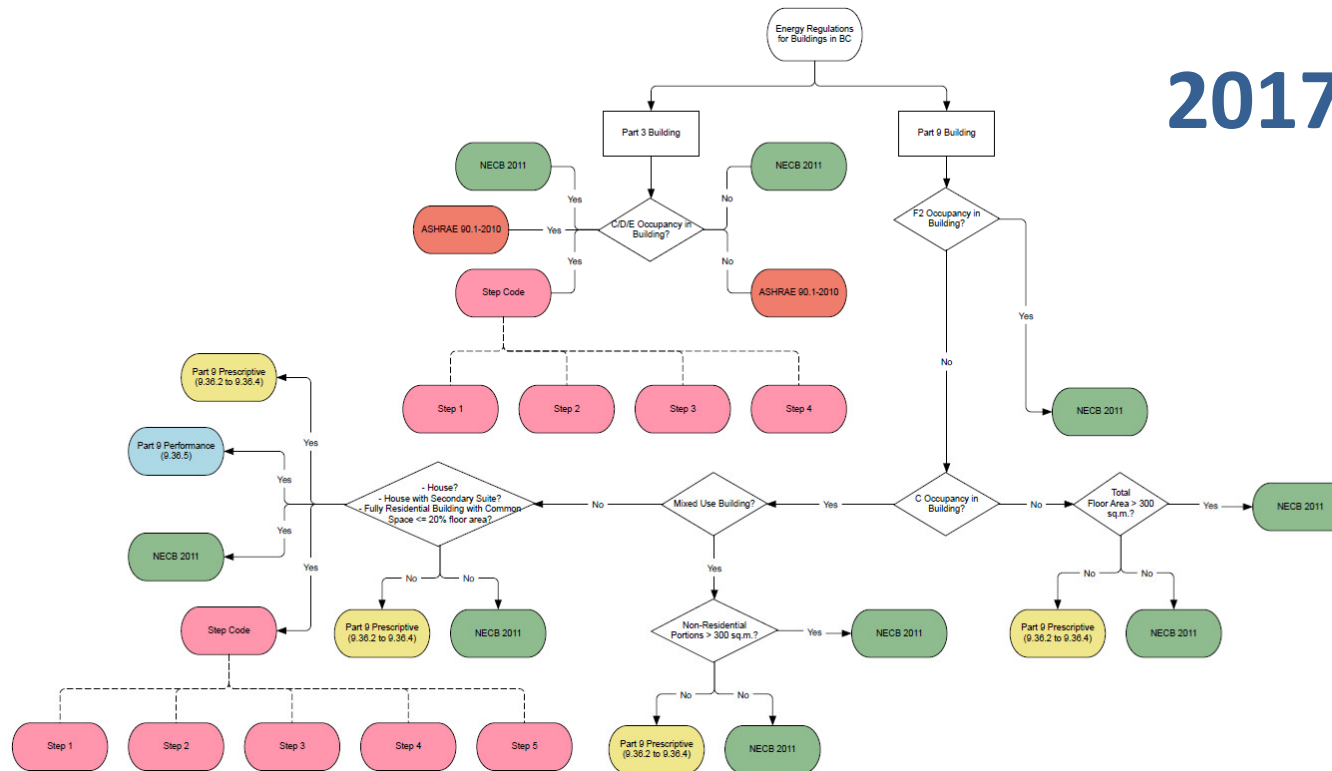 Energy Regulations
for Buildings in BC
2017
Part 3 Building
Part 9 Building
NECB 2011
NECB 2011
Yes
No
F2 Occupancy in
Building?
ASHRAE 90.1-2010
Yes
C/D/E Occupancy in
Building?
Yes
No
Step Code
ASHRAE 90.1-2010
Yes
No
Part 9 Prescriptive
(9.36.2 to 9.36.4)
Step 1
Step 2
Step 3
Step 4
NECB 2011
Yes
Part 9 Performance
(9.36.5)
Yes
- House?
- House with Secondary Suite?
- Fully Residential Building with Common
Space <= 20% floor area?
No
Mixed Use Building?
Yes
C Occupancy in
Building?
No
Total
Floor Area > 300
sq.m.?
Yes
NECB 2011
Yes
NECB 2011
Yes
No
No
Yes
No
No
Step Code
Part 9 Prescriptive
(9.36.2 to 9.36.4)
NECB 2011
Non-Residential
Portions > 300 sq.m.?
Yes
NECB 2011
Part 9 Prescriptive
(9.36.2 to 9.36.4)
NECB 2011
No
No
Step 1
Step 2
Step 3
Step 4
Step 5
Part 9 Prescriptive
(9.36.2 to 9.36.4)
NECB 2011